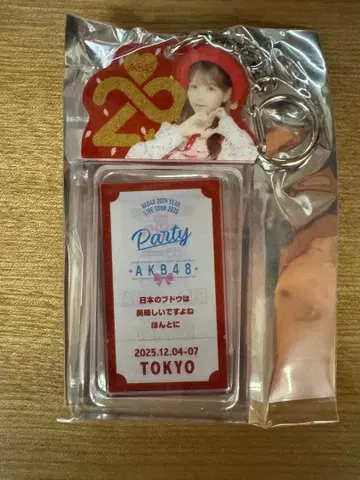 AKB48
20
AKB48 20TH YEAR
LIVE TOUR 2025
Party
AKB48
日本のブドウは
美味しいですよね
ほんとに
2025.12.04-07
TOKYO